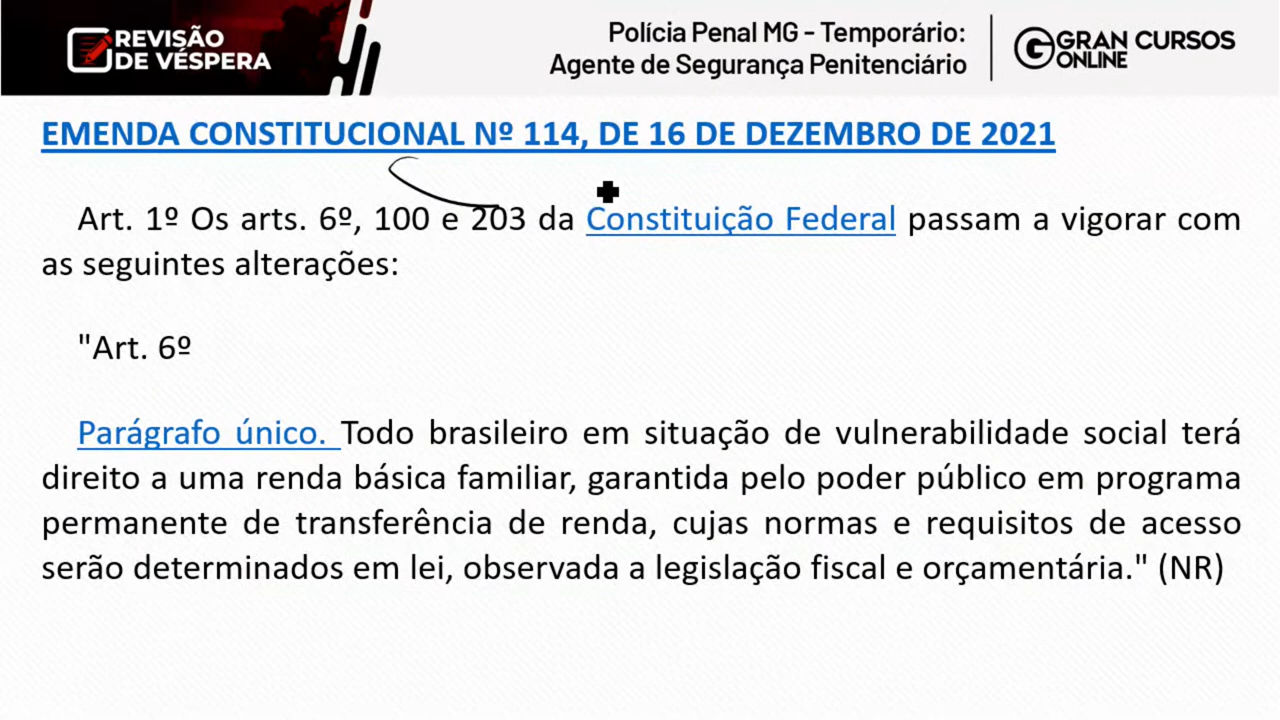 REVISÃO
DE VÉSPERA
Polícia Penal MG - Temporário:
Agente de Segurança Penitenciário
GRAN CURSOS
ONLINE
EMENDA CONSTITUCIONAL Nº 114, DE 16 DE DEZEMBRO DE 2021
Art. 1º Os arts. 6º, 100 e 203 da Constituição Federal passam a vigorar com
as seguintes alterações:
"Art. 6º
Parágrafo único. Todo brasileiro em situação de vulnerabilidade social terá
direito a uma renda básica familiar, garantida pelo poder público em programa
permanente de transferência de renda, cujas normas e requisitos de acesso
serão determinados em lei, observada a legislação fiscal e orçamentária." (NR)